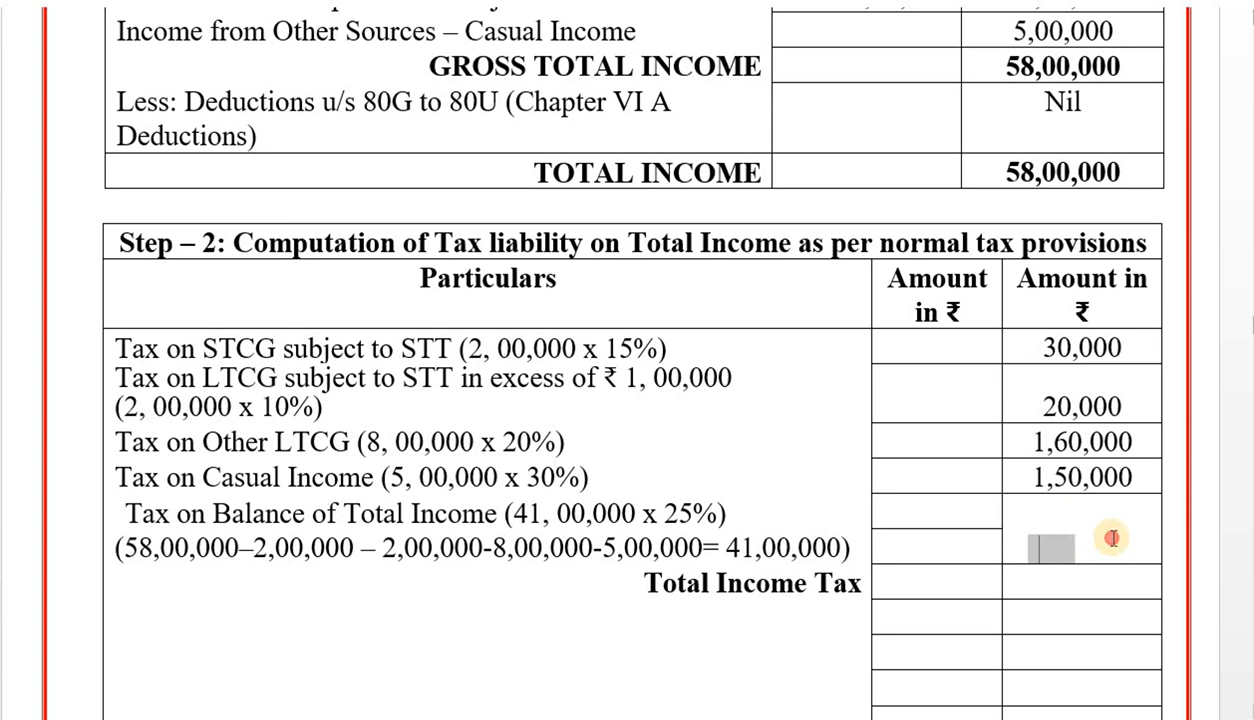 Income from Other Sources – Casual Income 5,00,000
GROSS TOTAL INCOME 58,00,000
Less: Deductions u/s 80G to 80U (Chapter VI A Nil
Deductions)
TOTAL INCOME 58,00,000
Step – 2: Computation of Tax liability on Total Income as per normal tax provisions
Particulars Amount Amount in
in ₹ ₹
Tax on STCG subject to STT (2, 00,000 x 15%) 30,000
Tax on LTCG subject to STT in excess of ₹ 1, 00,000
(2, 00,000 x 10%) 20,000
Tax on Other LTCG (8, 00,000 x 20%) 1,60,000
Tax on Casual Income (5, 00,000 x 30%) 1,50,000
Tax on Balance of Total Income (41, 00,000 x 25%)
(58,00,000–2,00,000 – 2,00,000-8,00,000-5,00,000= 41,00,000)
Total Income Tax